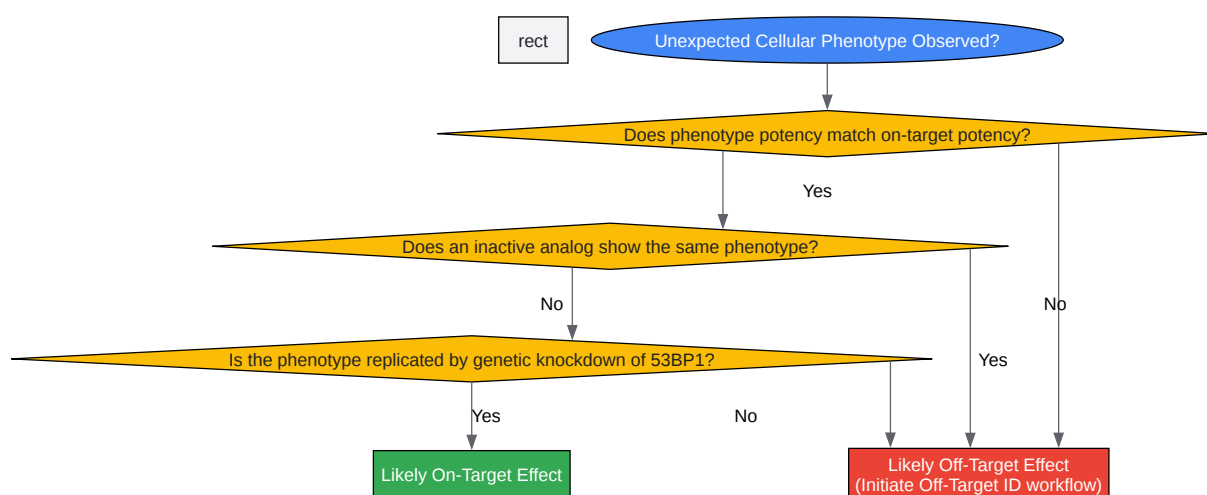 rect
Unexpected Cellular Phenotype Observed?
Does phenotype potency match on-target potency?
Yes
Does an inactive analog show the same phenotype?
No
No
Is the phenotype replicated by genetic knockdown of 53BP1?
Yes
Yes
No
Likely On-Target Effect
Likely Off-Target Effect
(Initiate Off-Target ID workflow)